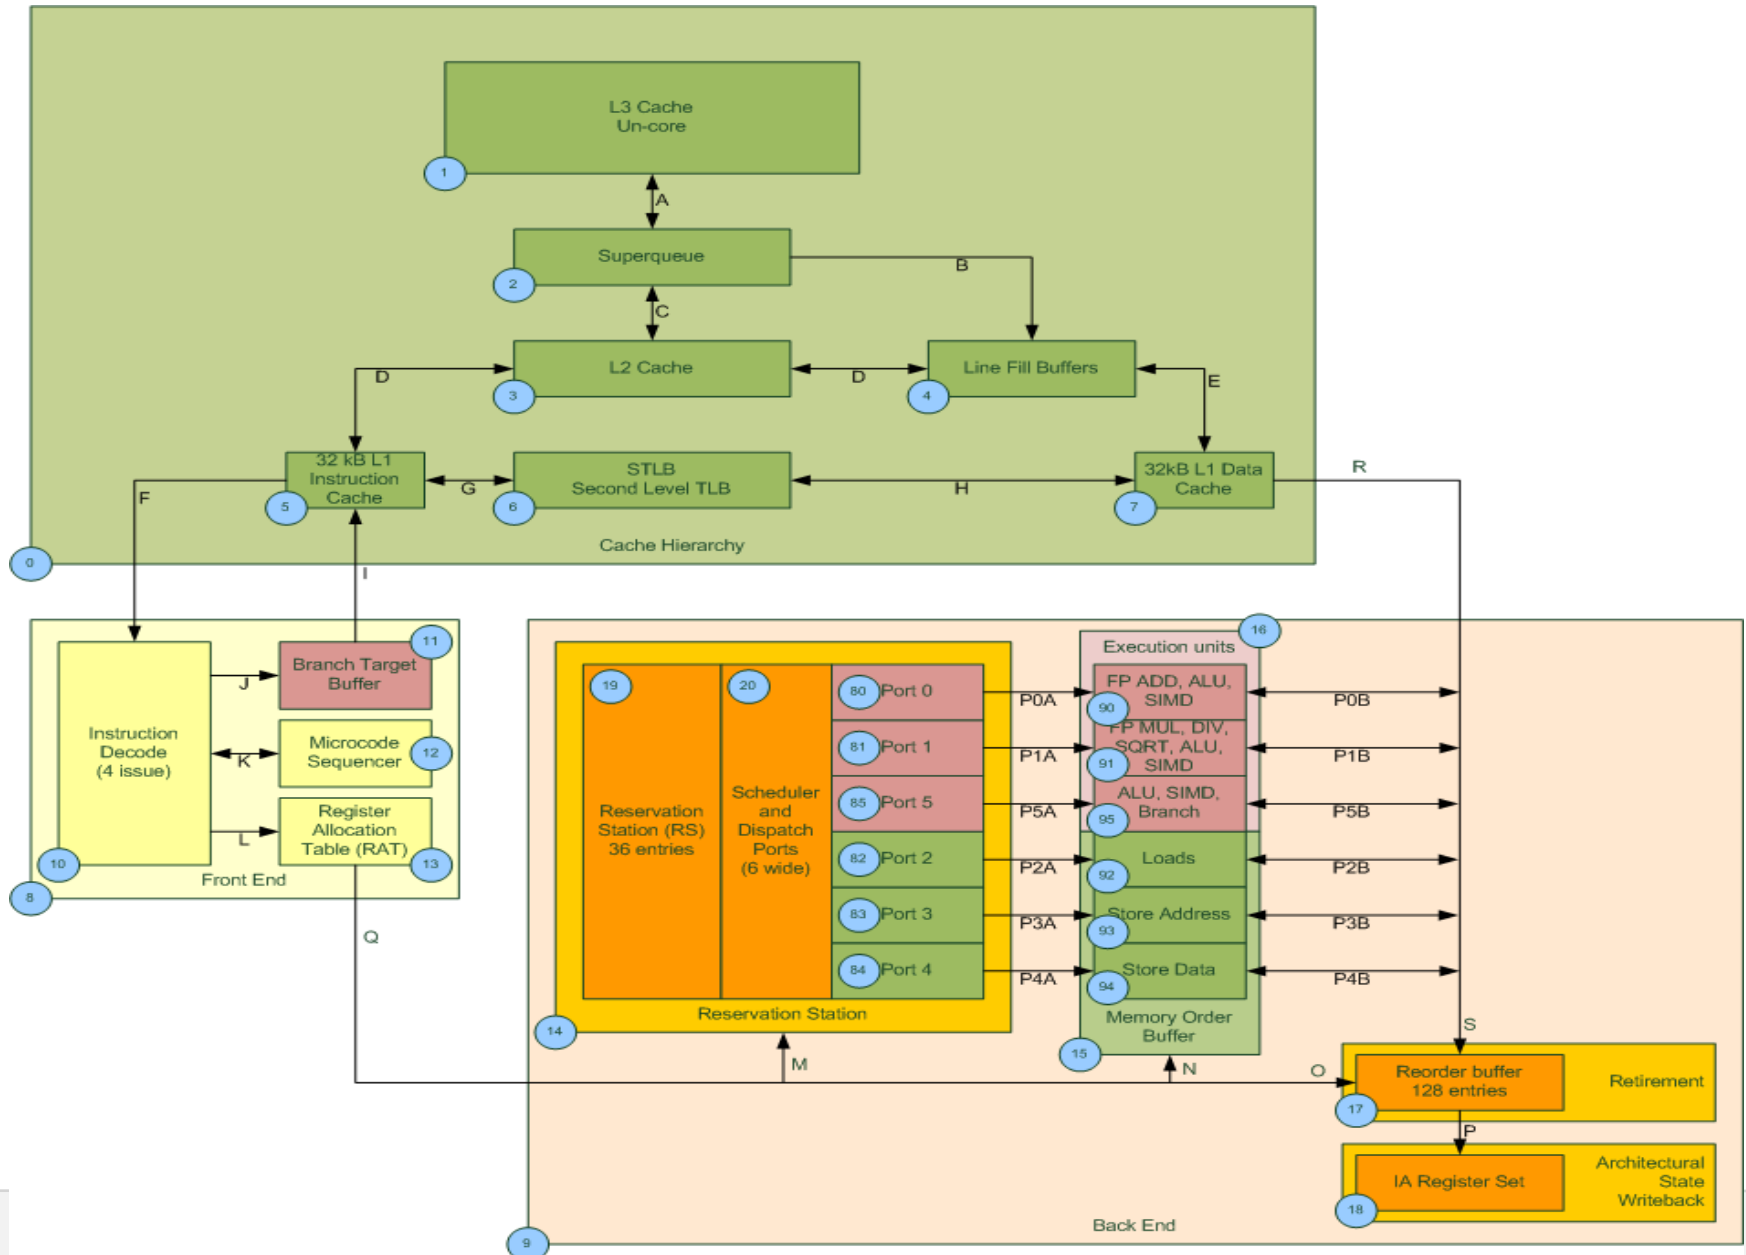 L3 Cache
Un-core
1
A
Superqueue
B
2
C
L2 Cache
Line Fill Buffers
D
D
E
3
4
32 kB L1
Instruction
Cache
STLB
Second Level TLB
32kB L1 Data
Cache
R
F
G
H
5
6
7
Cache Hierarchy
0
I
11
Branch Target
Buffer
J
Instruction
Decode
(4 issue)
Microcode
Sequencer
12
K
Register
Allocation
Table (RAT)
L
10
13
Front End
8
Q
16
Execution units
19
20
80
Port 0
P0A
FP ADD, ALU,
SIMD
90
P0B
81
Port 1
P1A
FP MUL, DIV,
SQRT, ALU,
SIMD
91
P1B
85
Port 5
P5A
ALU, SIMD,
Branch
95
P5B
Reservation
Station (RS)
36 entries
Scheduler
and
Dispatch
Ports
(6 wide)
82
Port 2
P2A
Loads
92
P2B
83
Port 3
P3A
Store Address
93
P3B
84
Port 4
P4A
Store Data
94
P4B
Reservation Station
14
Memory Order
Buffer
15
M
N
O
S
Reorder buffer
128 entries
Retirement
17
P
IA Register Set
Architectural
State
Writeback
18
Back End
9